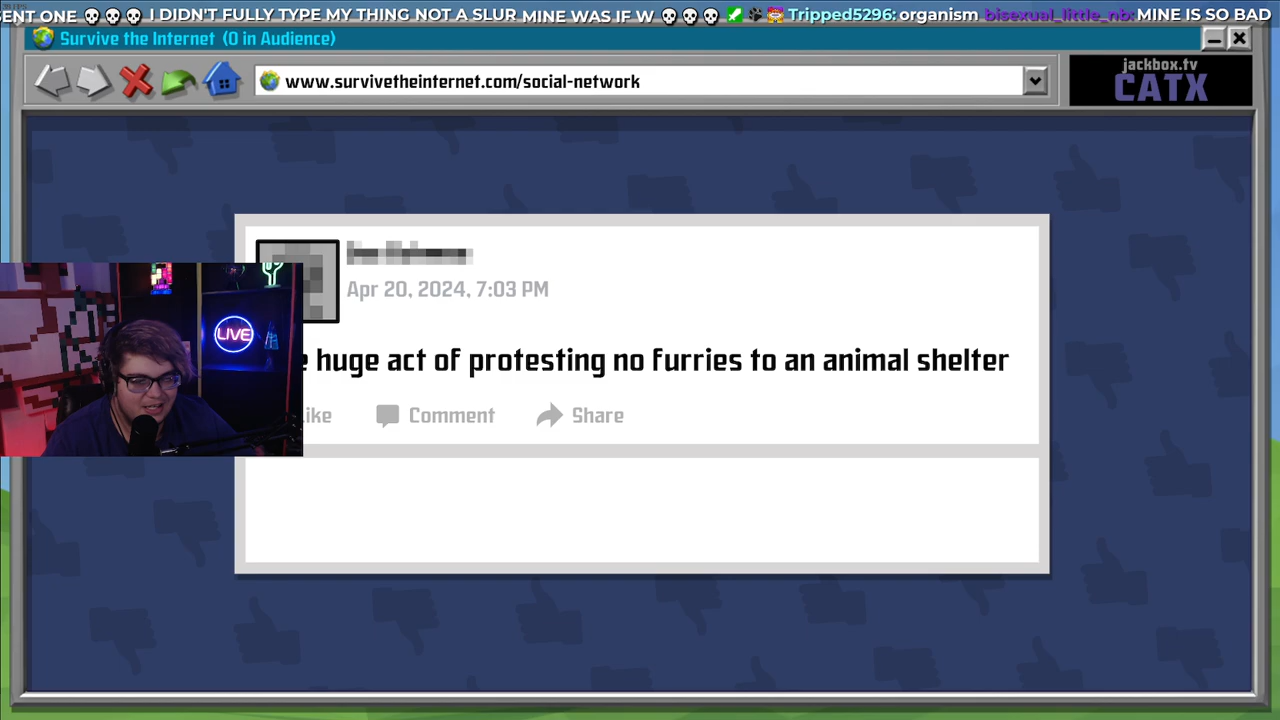 SENT ONE I DIDN'T FULLY TYPE MY THING NOT A SLUR MINE WAS IF W Tripped5296: organism bisexual_little_nb: MINE IS SO BAD
Survive the Internet (0 in Audience)
www.survivetheinternet.com/social-network
jackbox.tv
CATX
Apr 20, 2024, 7:03 PM
huge act of protesting no furries to an animal shelter
Comment Share
LIVE